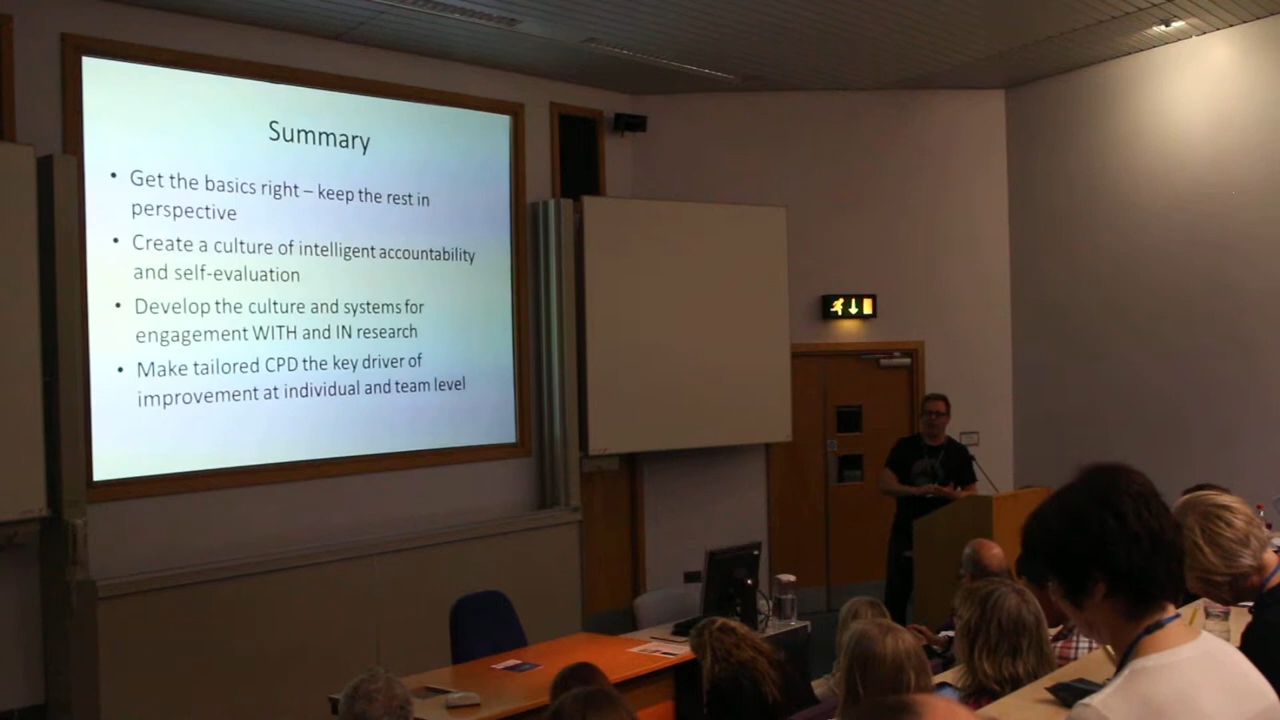 Summary
• Get the basics right – keep the rest in
perspective
• Create a culture of intelligent accountability
and self-evaluation
• Develop the culture and systems for
engagement WITH and IN research
• Make tailored CPD the key driver of
improvement at individual and team level